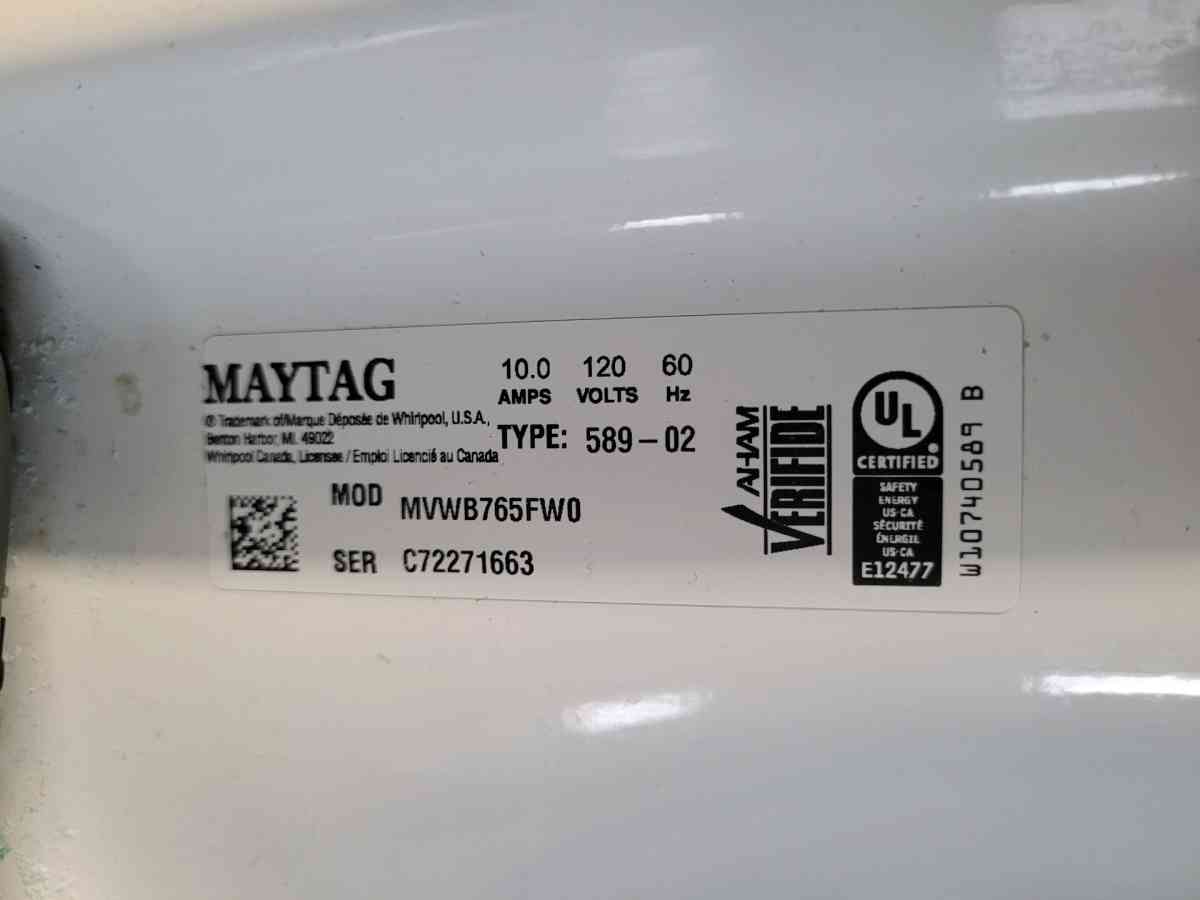 MAYTAG
® Trademark of/Marque Déposée de Whirlpool, U.S.A.,
Benton Harbor, MI. 49022
Whirlpool Canada, Licensee / Emploi Licencié au Canada
10.0 120 60
AMPS VOLTS Hz
TYPE: 589-02
MOD MVWB765FW0
SER C72271663
AHAM
VERIFIDE
UL
CERTIFIED
SAFETY
ENERGY
US-CA
SÉCURITÉ
ÉNERGIE
US-CA
E12477
W10740589 B